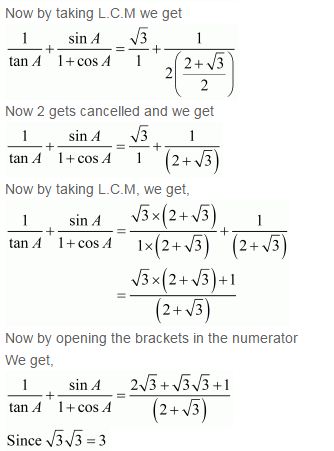 Now by taking L.C.M we get
1/tan A + sin A/(1+cos A) = √3/1 + 1/(2((2+√3)/2))
Now 2 gets cancelled and we get
1/tan A + sin A/(1+cos A) = √3/1 + 1/(2+√3)
Now by taking L.C.M, we get,
1/tan A + sin A/(1+cos A) = (√3×(2+√3))/(1×(2+√3)) + 1/(2+√3)
= (√3×(2+√3)+1)/(2+√3)
Now by opening the brackets in the numerator
We get,
1/tan A + sin A/(1+cos A) = (2√3+√3√3+1)/(2+√3)
Since √3√3 = 3